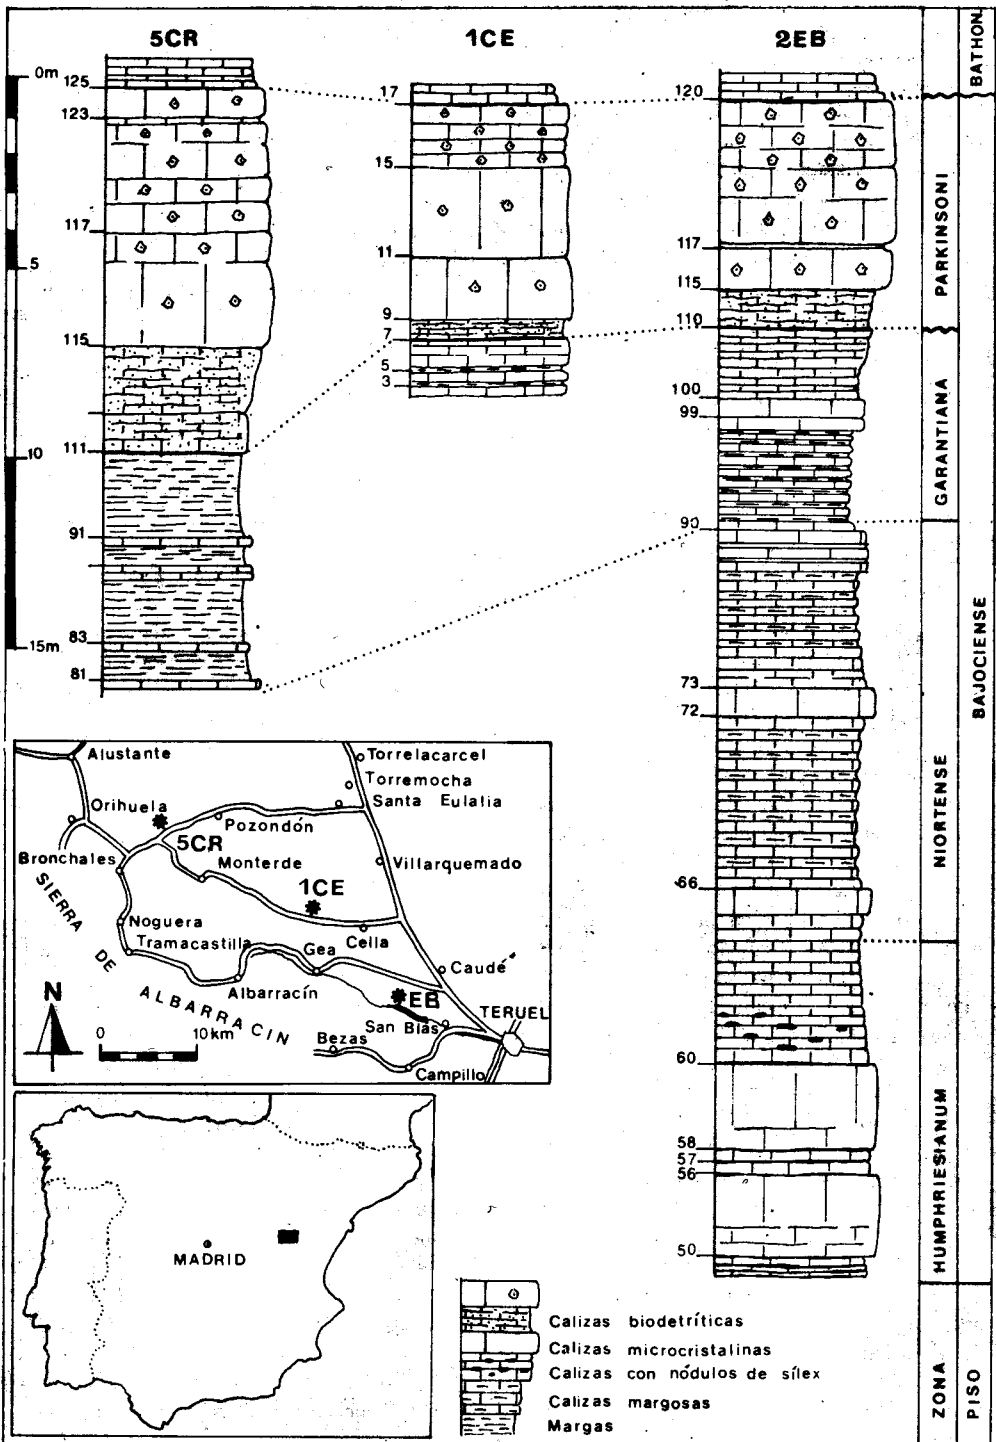 5CR
1CE
2EB
0m
5
10
15m
125
123
117
115
111
91
83
81
17
15
11
9
7
5
3
120
117
115
110
100
99
90
73
72
66
60
58
57
56
50
BATHON.
PARKINSONI
GARANTIANA
NIORTENSE
HUMPHRIESIANUM
ZONA
BAJOCIENSE
PISO
Alustante
Torrelacarcel
Torremocha
Santa Eulalia
Orihuela
Pozondón
5CR
Bronchales
Monterde
Villarquemado
1CE
Noguera
Tramacastilla
Gea
Cella
Caudé
Albarracín
EB
San Blas
TERUEL
Bezas
Campillo
SIERRA DE ALBARRACIN
N
0 10km
MADRID
Calizas biodetríticas
Calizas microcristalinas
Calizas con nódulos de sílex
Calizas margosas
Margas